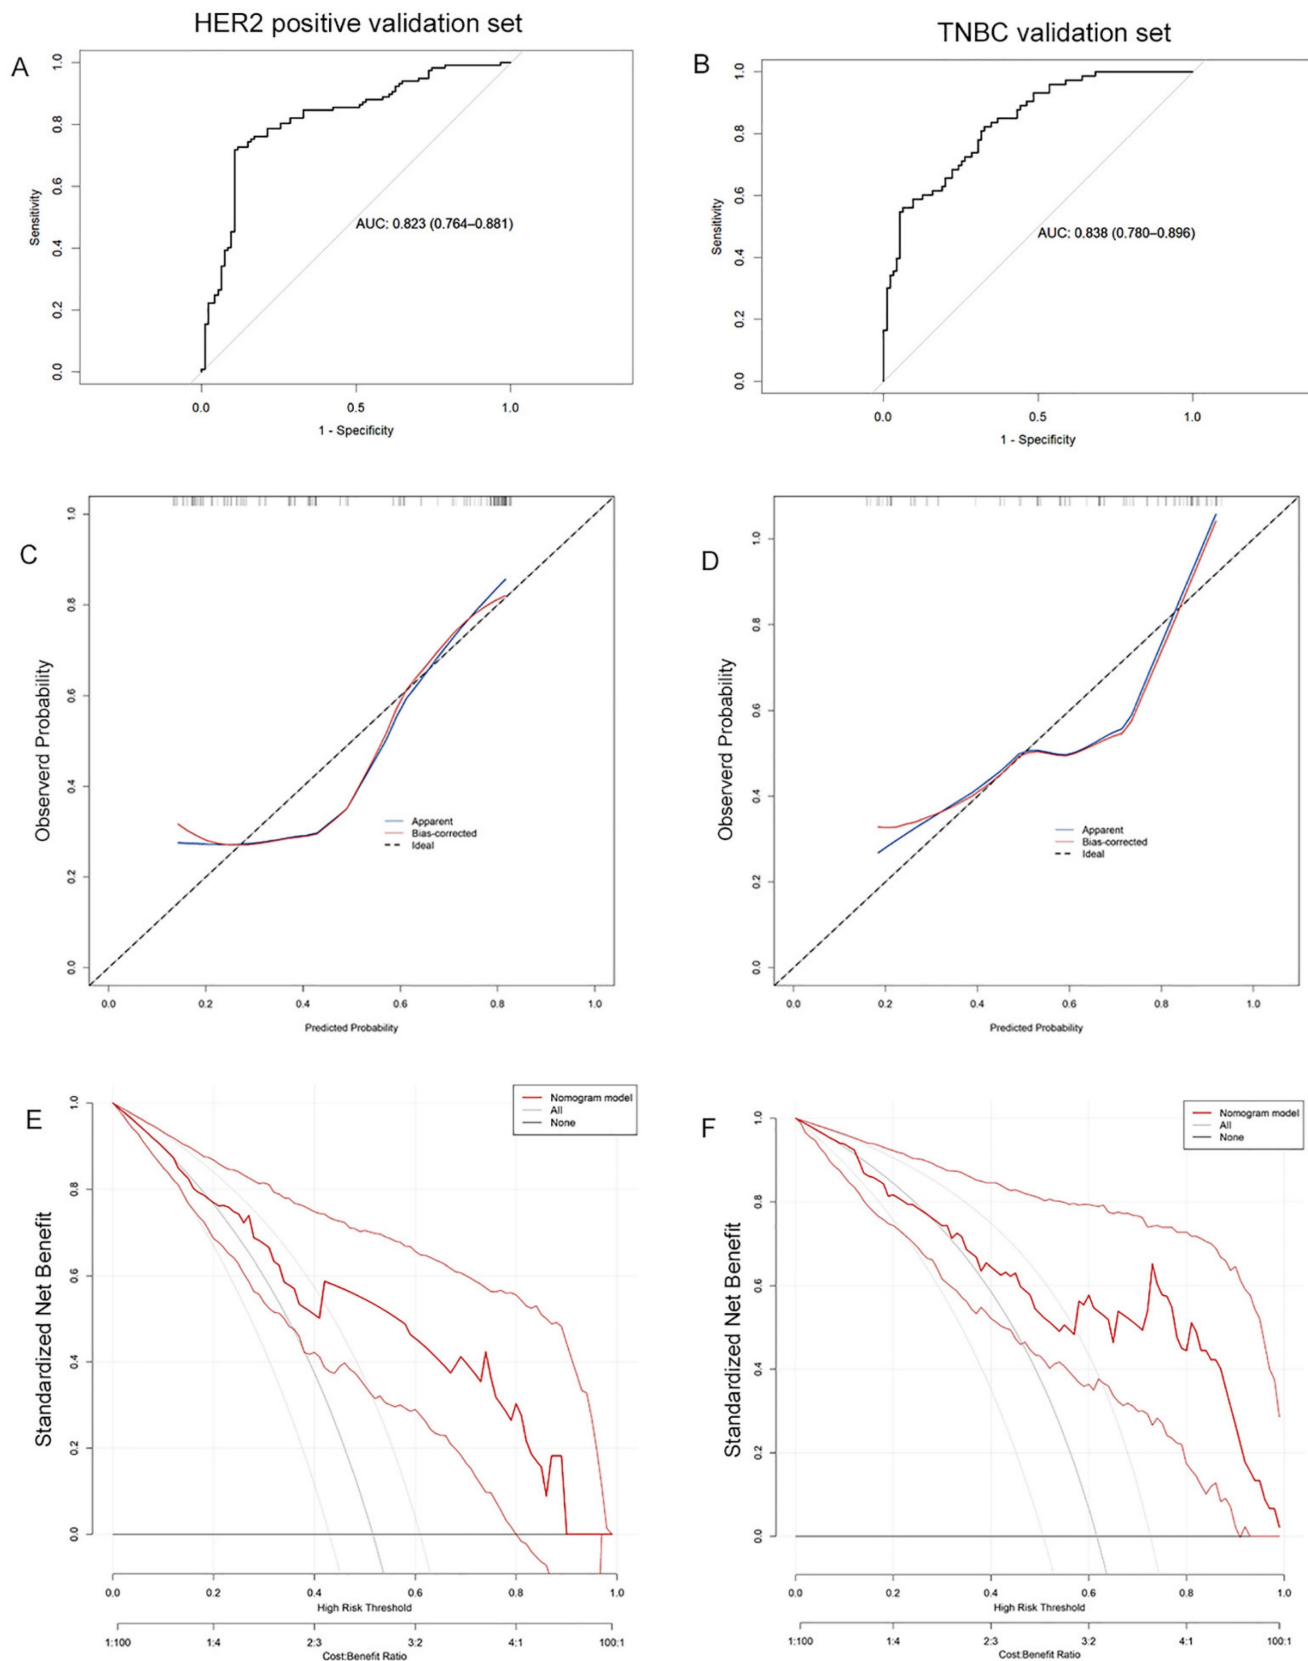 HER2 positive validation set
TNBC validation set
A
1.0
0.8
0.6
0.4
0.2
0.0
Sensitivity
AUC: 0.823 (0.764–0.881)
0.0 0.5 1.0
1 - Specificity
B
1.0
0.8
0.6
0.4
0.2
0.0
Sensitivity
AUC: 0.838 (0.780–0.896)
0.0 0.5 1.0
1 - Specificity
C
1.0
0.8
0.6
0.4
0.2
0.0
Observerd Probability
Apparent
Bias-corrected
Ideal
0.0 0.2 0.4 0.6 0.8 1.0
Predicted Probability
D
1.0
0.8
0.6
0.4
0.2
0.0
Observerd Probability
Apparent
Bias-corrected
Ideal
0.0 0.2 0.4 0.6 0.8 1.0
Predicted Probability
E
Nomogram model
All
None
1.0
0.8
0.6
0.4
0.2
0.0
Standardized Net Benefit
0.0 0.2 0.4 0.6 0.8 1.0
High Risk Threshold
1:100 1:4 2:3 3:2 4:1 100:1
Cost:Benefit Ratio
F
Nomogram model
All
None
1.0
0.8
0.6
0.4
0.2
0.0
Standardized Net Benefit
0.0 0.2 0.4 0.6 0.8 1.0
High Risk Threshold
1:100 1:4 2:3 3:2 4:1 100:1
Cost:Benefit Ratio